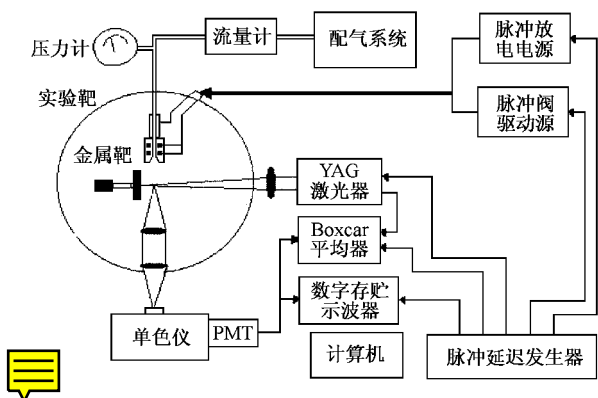 压力计
流量计
配气系统
脉冲放
电电源
实验靶
脉冲阀
驱动源
金属靶
YAG
激光器
Boxcar
平均器
数字存贮
示波器
单色仪
PMT
计算机
脉冲延迟发生器